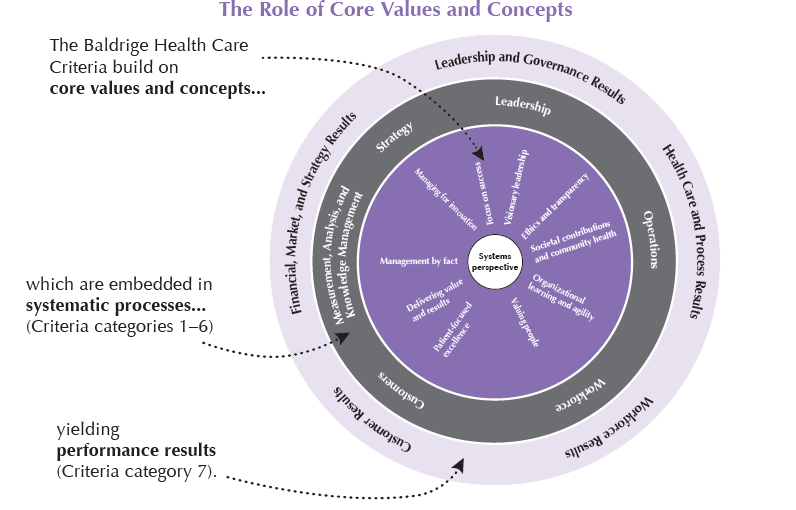 The Role of Core Values and Concepts
The Baldrige Health Care
Criteria build on
core values and concepts...
which are embedded in
systematic processes...
(Criteria categories 1–6)
yielding
performance results
(Criteria category 7).
Leadership and Governance Results
Health Care and Process Results
Workforce Results
Customer Results
Financial, Market, and Strategy Results
Leadership
Operations
Workforce
Customers
Measurement, Analysis, and
Knowledge Management
Strategy
Systems
perspective
Visionary leadership
Ethics and transparency
Societal contributions
and community health
Organizational
learning and agility
Valuing people
Patient-focused
excellence
Delivering value
and results
Management by fact
Managing for innovation
Focus on success